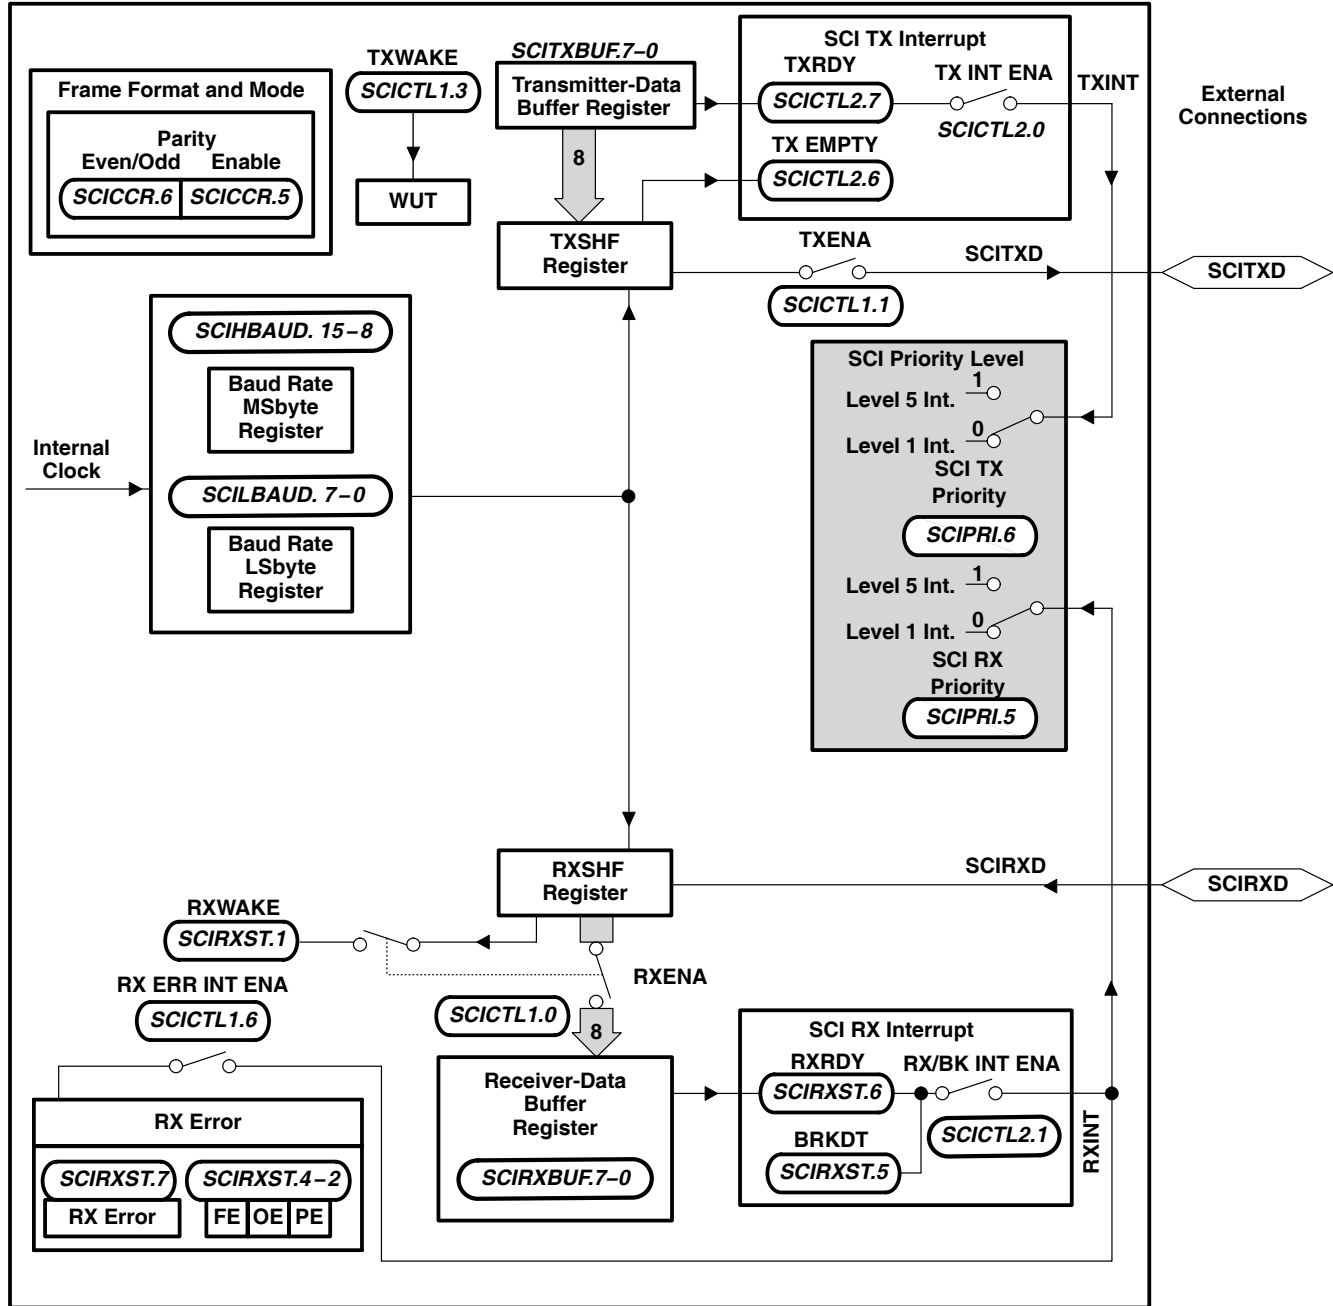 Frame Format and Mode
Parity
Even/Odd Enable
SCICCR.6 SCICCR.5
TXWAKE
SCICTL1.3
WUT
SCITXBUF.7–0
Transmitter-Data
Buffer Register
8
TXSHF
Register
SCI TX Interrupt
TXRDY
SCICTL2.7
TX INT ENA
SCICTL2.0
TX EMPTY
SCICTL2.6
TXINT
External
Connections
TXENA
SCICTL1.1
SCITXD
SCITXD
SCIHBAUD. 15–8
Baud Rate
MSbyte
Register
Internal
Clock
SCILBAUD. 7–0
Baud Rate
LSbyte
Register
SCI Priority Level
1
Level 5 Int.
0
Level 1 Int.
SCI TX
Priority
SCIPRI.6
1
Level 5 Int.
0
Level 1 Int.
SCI RX
Priority
SCIPRI.5
RXSHF
Register
SCIRXD
SCIRXD
RXWAKE
SCIRXST.1
RXENA
RX ERR INT ENA
SCICTL1.6
SCICTL1.0
8
RX Error
SCIRXST.7 SCIRXST.4–2
RX Error FE OE PE
Receiver-Data
Buffer
Register
SCIRXBUF.7–0
SCI RX Interrupt
RXRDY
SCIRXST.6
RX/BK INT ENA
SCICTL2.1
BRKDT
SCIRXST.5
RXINT